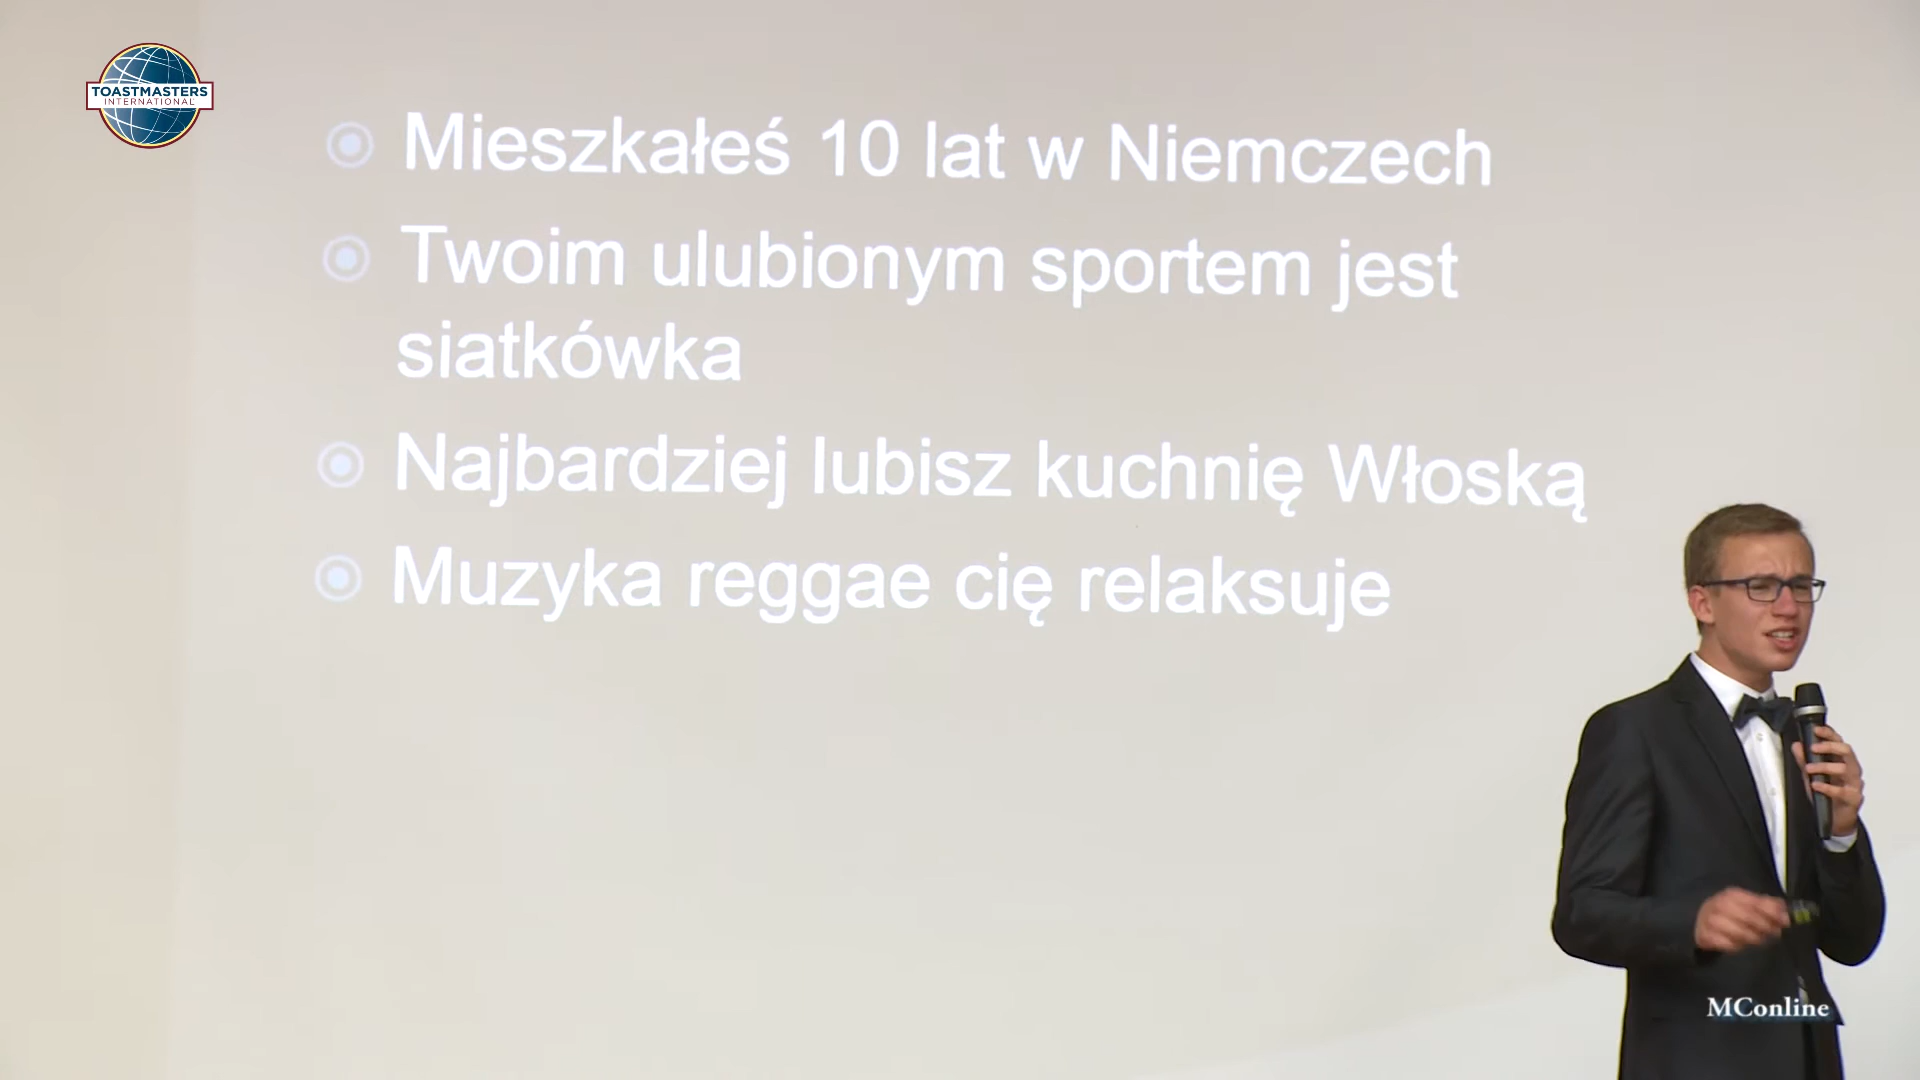 TOASTMASTERS
INTERNATIONAL
Mieszkałeś 10 lat w Niemczech
Twoim ulubionym sportem jest
siatkówka
Najbardziej lubisz kuchnię Włoską
Muzyka reggae cię relaksuje
MConline